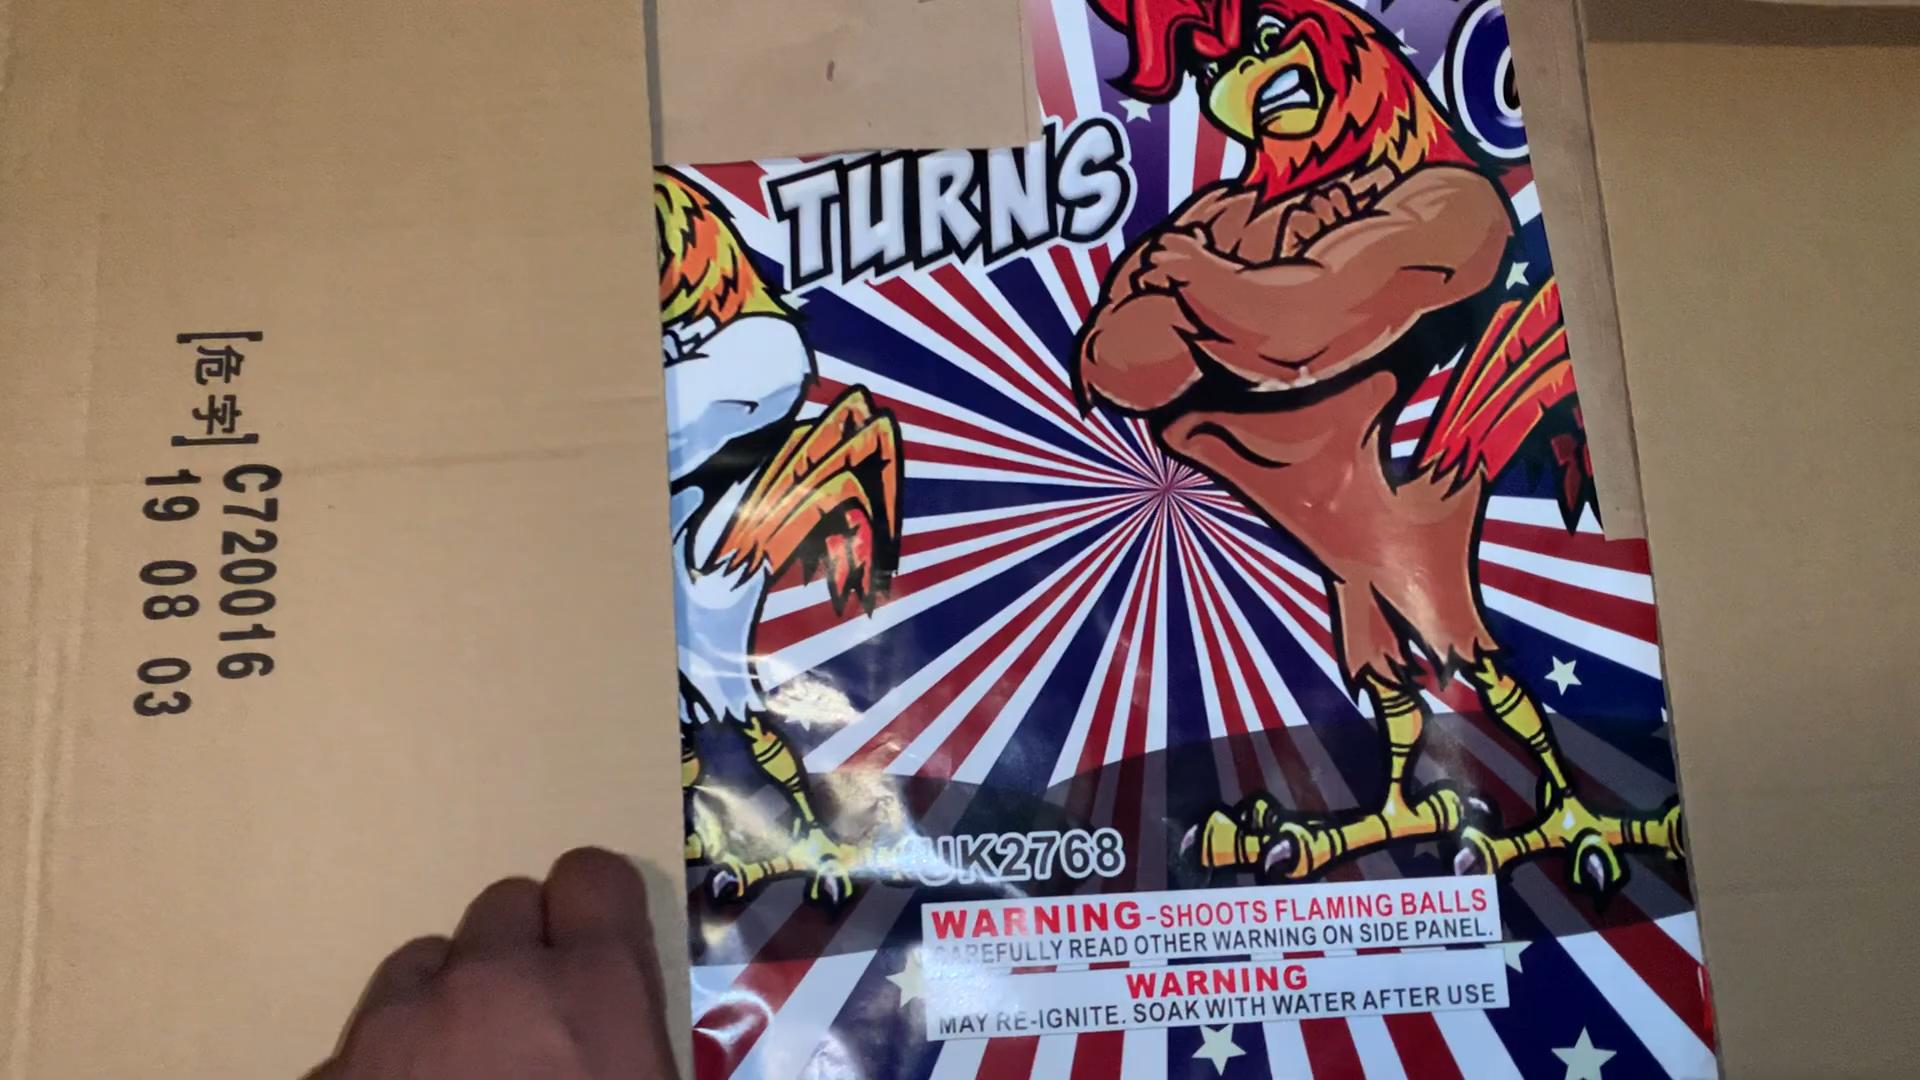 [危字] C720016
19 08 03
TURNS
UK2768
WARNING-SHOOTS FLAMING BALLS
CAREFULLY READ OTHER WARNING ON SIDE PANEL.
WARNING
MAY RE-IGNITE. SOAK WITH WATER AFTER USE